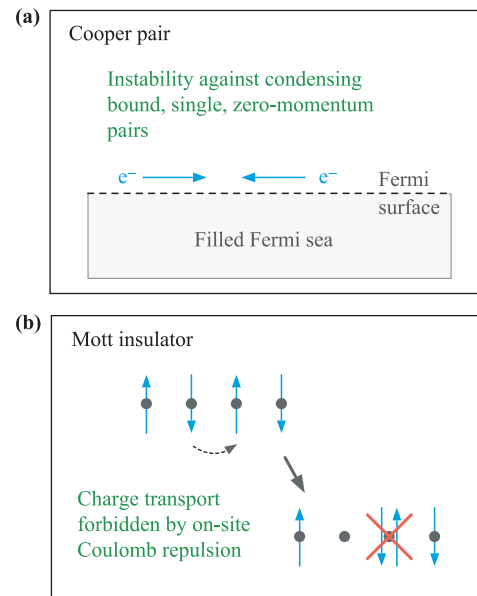 (a)
Cooper pair
Instability against condensing
bound, single, zero-momentum
pairs
e⁻ e⁻ Fermi
surface
Filled Fermi sea
(b)
Mott insulator
Charge transport
forbidden by on-site
Coulomb repulsion